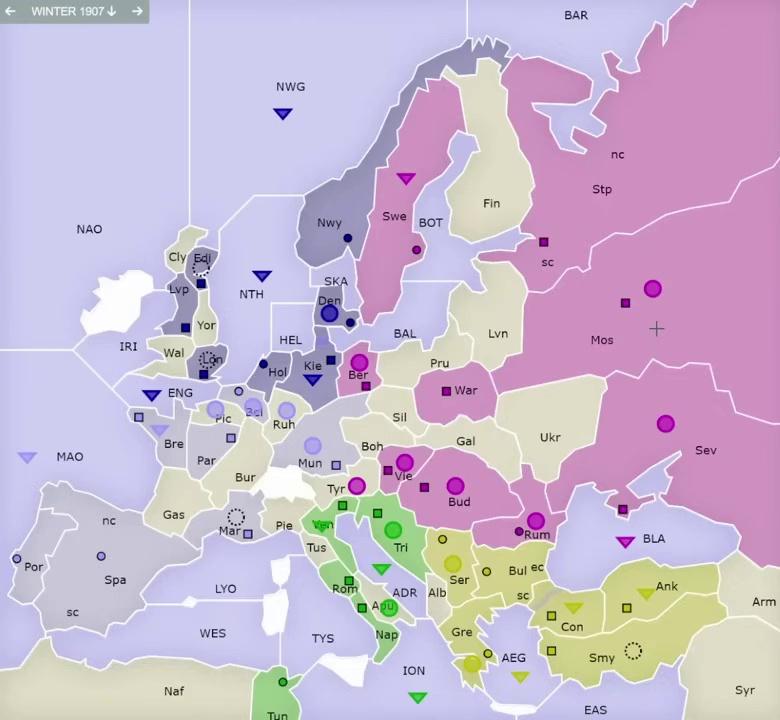 ← WINTER 1907↓ →
BAR
NWG
nc
Stp
Fin
Swe
Nwy
BOT
NAO
Cly Edi
sc
SKA
Lvp
NTH
Den
Yor
Mos
HEL
BAL
Lvn
IRI
Wal
Lon
Hol
Kie
Ber
Pru
War
ENG
Pic
Bel
Ruh
Sil
Bre
Ukr
Gal
Sev
Par
Mun
Boh
MAO
Bur
Vie
Tyr
Bud
nc
Gas
Mar
Pie
Ven
Rum
BLA
Tus
Tri
Por
Spa
Ser
Bul ec
Ank
LYO
Rom
ADR
Alb
sc
Arm
sc
Apu
Con
WES
TYS
Nap
Gre
AEG
Smy
ION
Naf
Syr
EAS
Tun